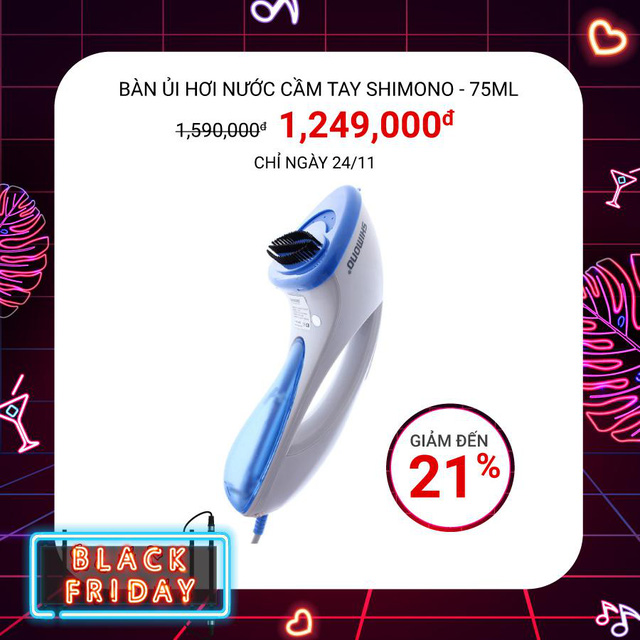 BÀN ỦI HƠI NƯỚC CẦM TAY SHIMONO - 75ML
1,590,000đ 1,249,000đ
CHỈ NGÀY 24/11
SHIMONO
GIẢM ĐẾN
21%
BLACK
FRIDAY